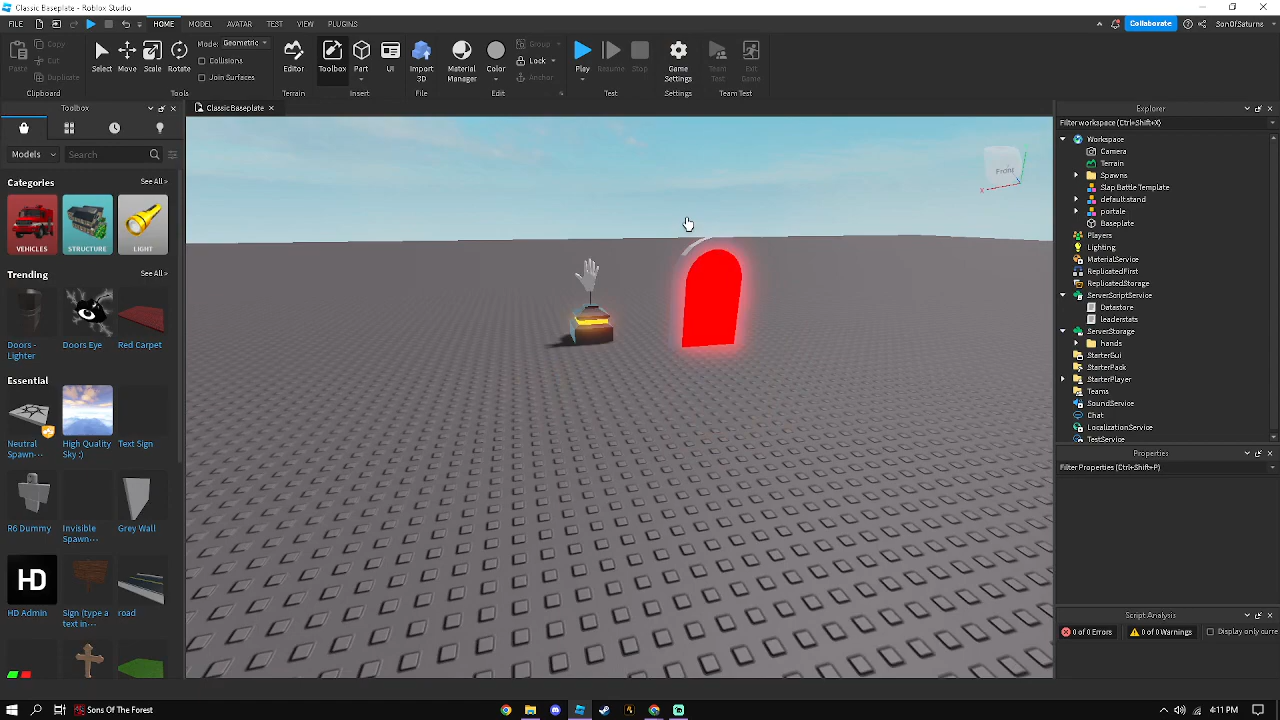 Classic Baseplate - Roblox Studio
FILE HOME MODEL AVATAR TEST VIEW PLUGINS Collaborate SonOfSaturns
Paste Copy Cut Duplicate Select Move Scale Rotate Mode: Geometric Collisions Join Surfaces Editor Toolbox Part UI Import 3D Material Manager Color Group Lock Anchor Play Resume Stop Game Settings Team Test Exit Game
Clipboard Tools Terrain Insert File Edit Test Settings Team Test
Toolbox
ClassicBaseplate
Explorer
Models Search
Filter workspace (Ctrl+Shift+X)
Categories See All >
VEHICLES STRUCTURE LIGHT
Trending See All >
Doors - Lighter
Doors Eye
Red Carpet
Essential See All >
Neutral Spawn...
High Quality Sky ;)
Text Sign
R6 Dummy
Invisible Spawn...
Grey Wall
HD
HD Admin
Sign (type a text in...
road
Front
X
Workspace
Camera
Terrain
Spawns
Slap Battle Template
default stand
portale
Baseplate
Players
Lighting
MaterialService
ReplicatedFirst
ReplicatedStorage
ServerScriptService
Datastore
leaderstats
ServerStorage
hands
StarterGui
StarterPack
StarterPlayer
Teams
SoundService
Chat
LocalizationService
TestService
Properties
Filter Properties (Ctrl+Shift+P)
Script Analysis
0 of 0 Errors 0 of 0 Warnings Display only curre
Sons Of The Forest
4:11 PM